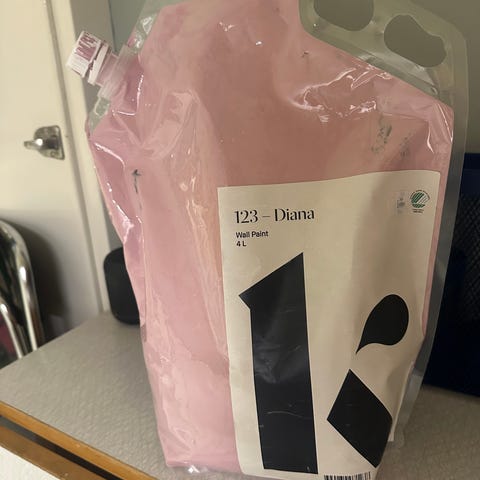 123 – Diana
Wall Paint
4 L
k